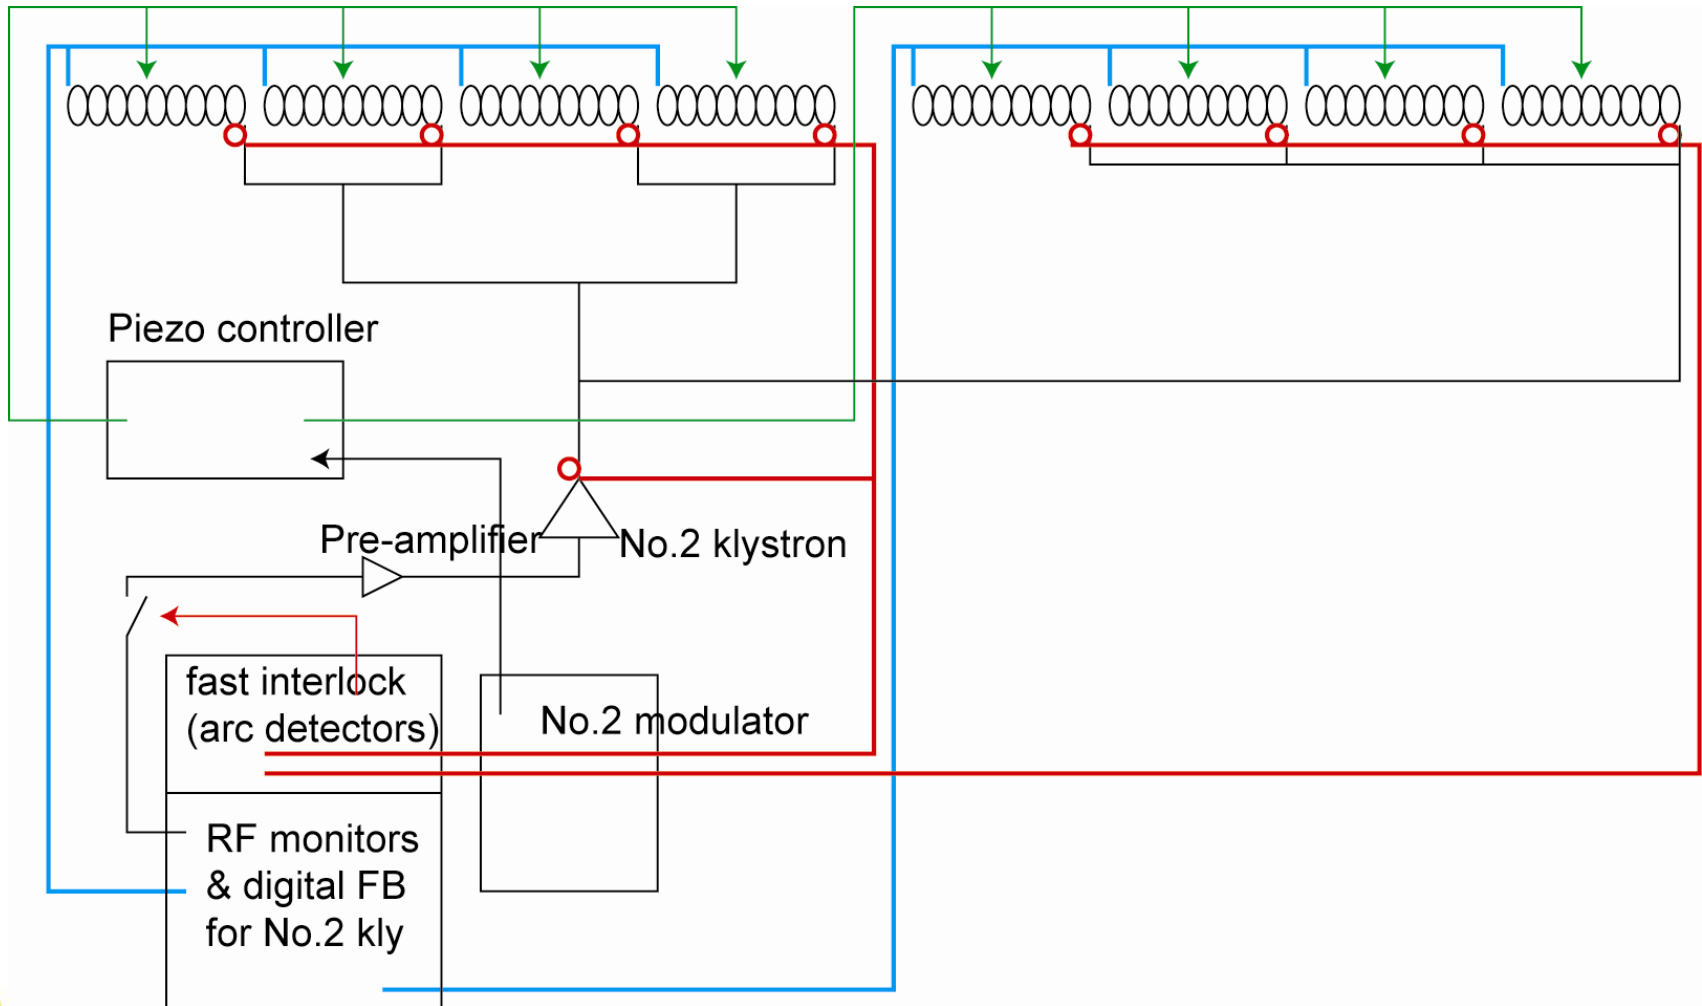 Piezo controller
Pre-amplifier
No.2 klystron
fast interlock
(arc detectors)
No.2 modulator
RF monitors
& digital FB
for No.2 kly